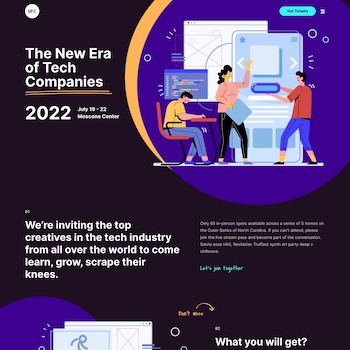 GFC
Get Tickets
The New Era
of Tech
Companies
2022
July 19 - 22
Moscone Center
01
We're inviting the top
creatives in the tech industry
from all over the world to come
learn, grow, scrape their
knees.
Only 65 in-person spots available across a series of 5 homes on
the Outer Banks of North Carolina. If you can't attend, please
join the live stream pass and become part of the conversation.
Salvia esse nihil, flexitarian Truffaut synth art party deep v
chillwave.
Let's join together
Don't miss
02
What you will get?